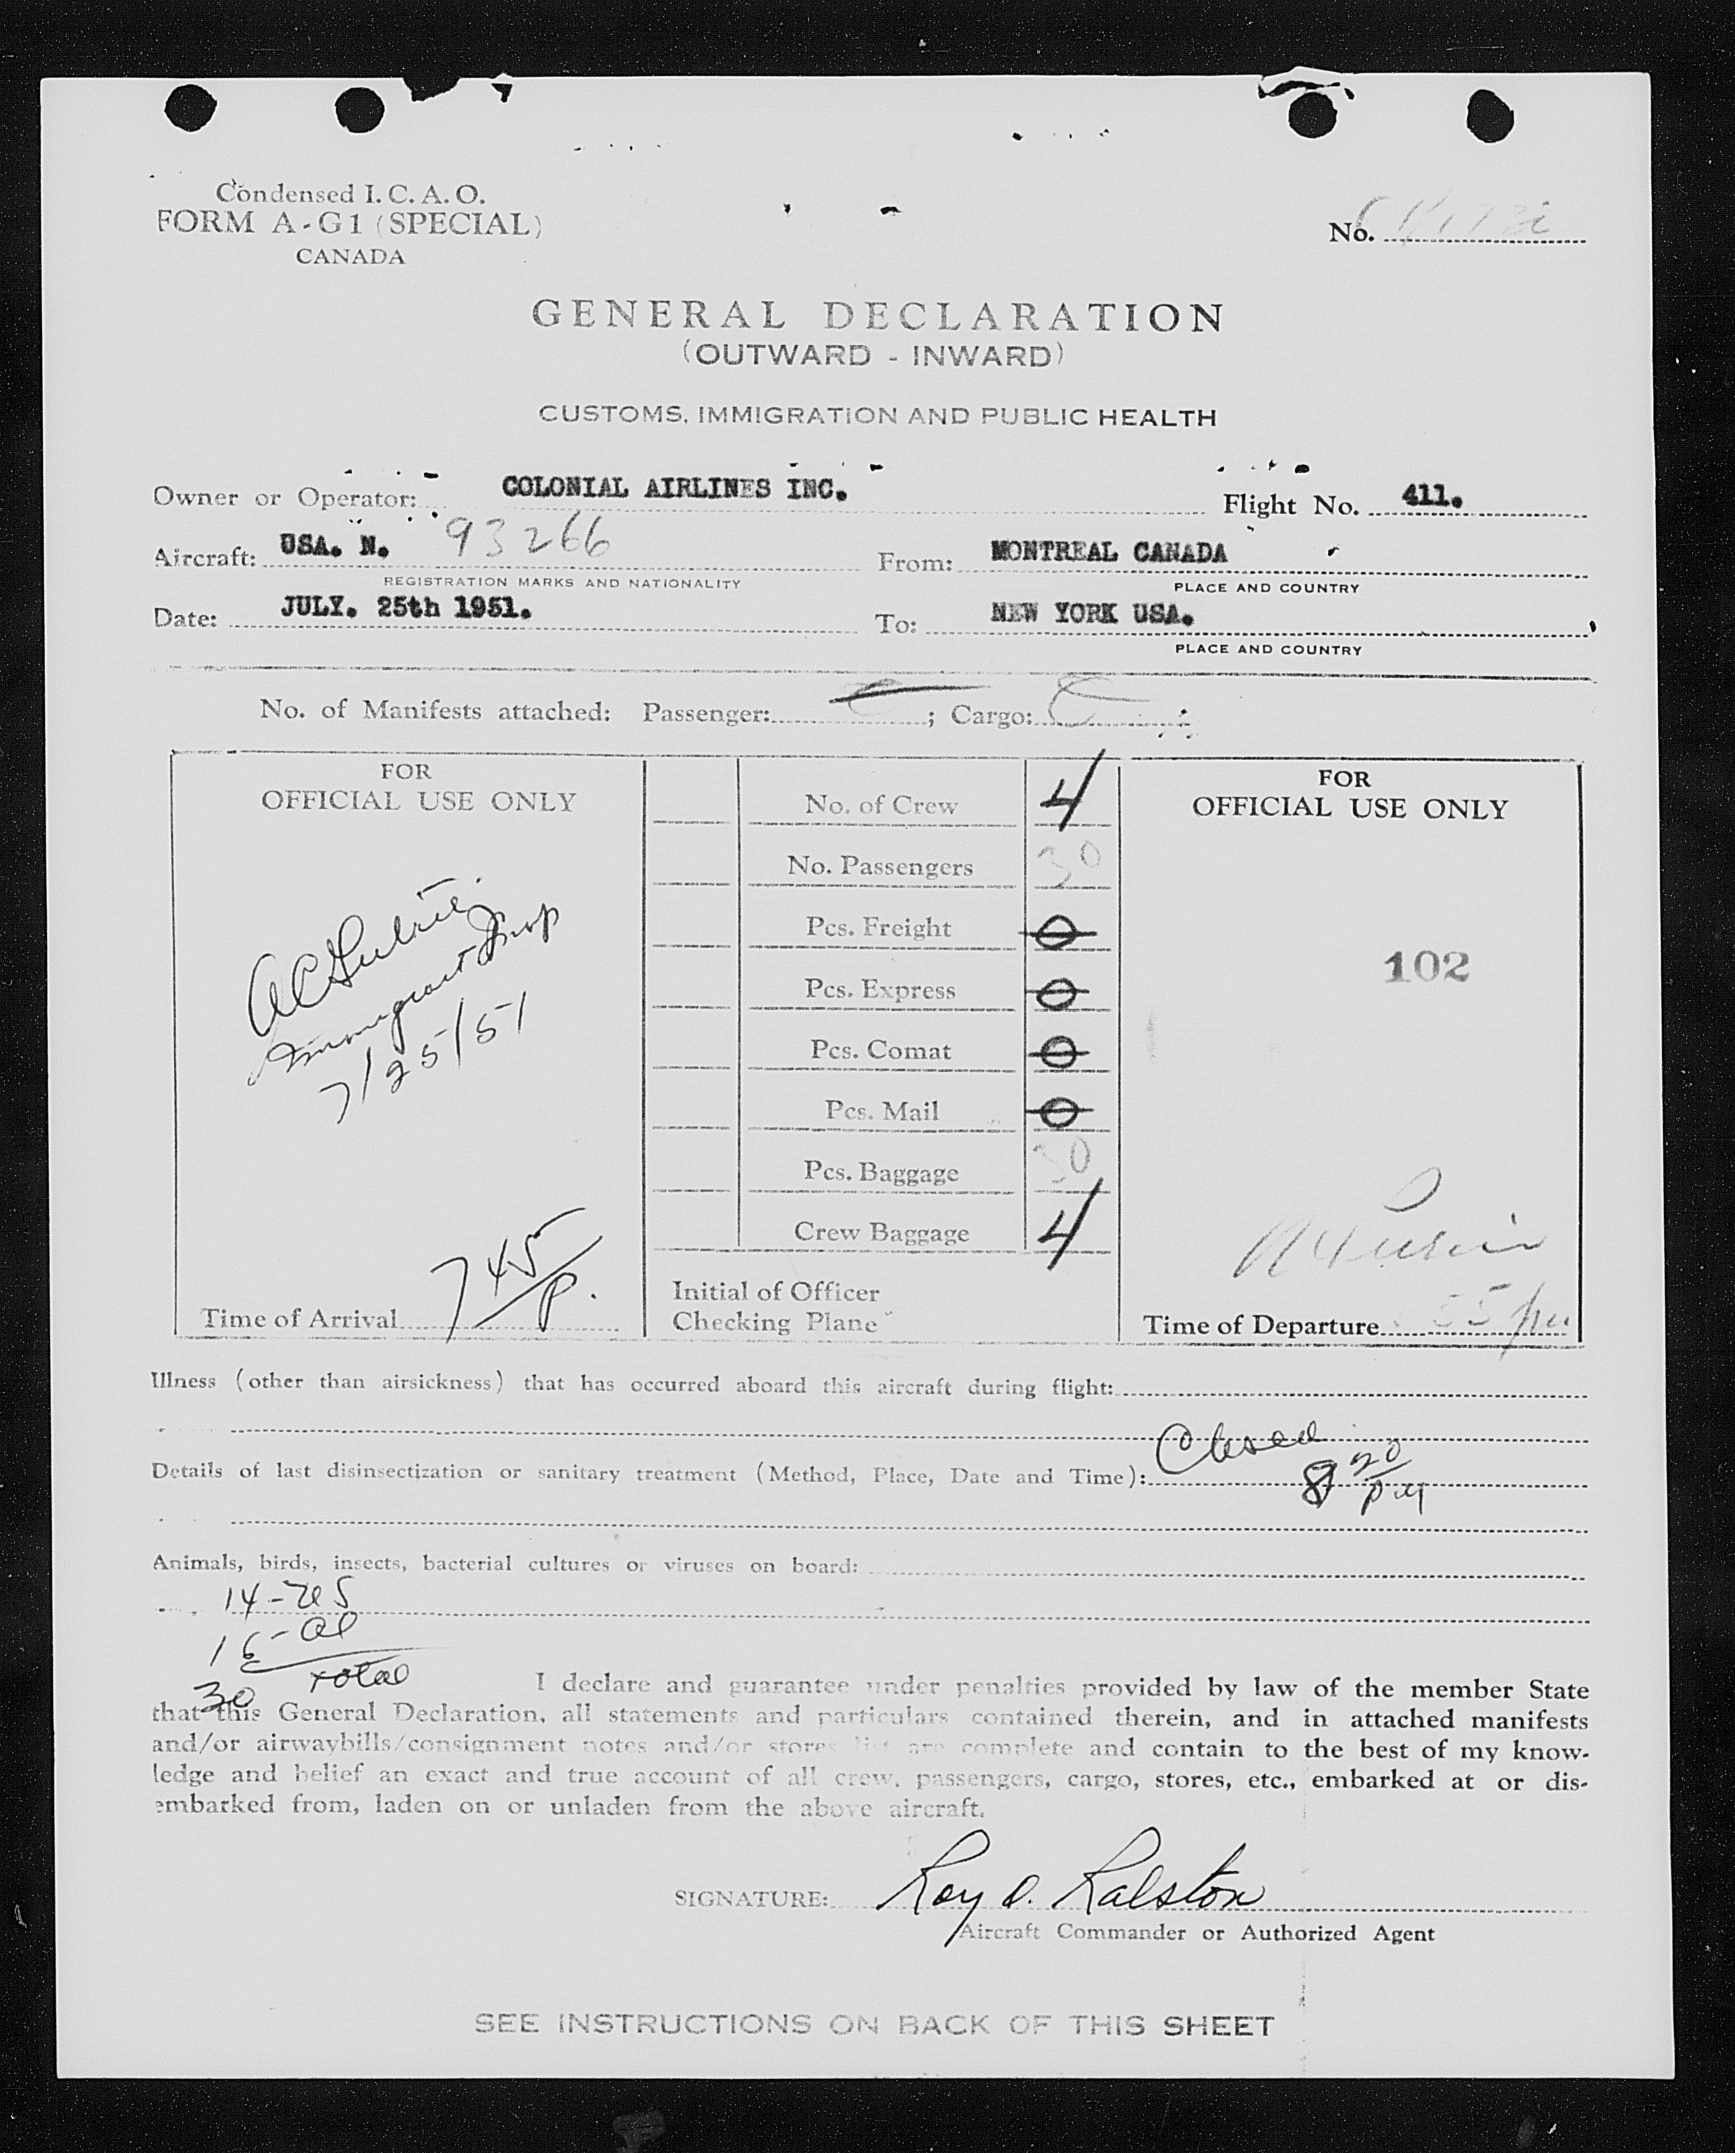 Condensed I. C. A. O.
FORM A-G1 (SPECIAL)
CANADA
No.
GENERAL DECLARATION
(OUTWARD - INWARD)
CUSTOMS, IMMIGRATION AND PUBLIC HEALTH
Owner or Operator: COLONIAL AIRLINES INC. Flight No. 411.
Aircraft: USA. N. 93266 From: MONTREAL CANADA
REGISTRATION MARKS AND NATIONALITY PLACE AND COUNTRY
Date: JULY. 25th 1951. To: NEW YORK USA.
PLACE AND COUNTRY
No. of Manifests attached: Passenger: ; Cargo:
FOR
OFFICIAL USE ONLY
7/25/51
Time of Arrival 7 45/P.
No. of Crew 4
No. Passengers 30
Pcs. Freight 0
Pcs. Express 0
Pcs. Comat 0
Pcs. Mail 0
Pcs. Baggage 30
Crew Baggage 4
Initial of Officer
Checking Plane
FOR
OFFICIAL USE ONLY
102
Time of Departure
Illness (other than airsickness) that has occurred aboard this aircraft during flight:
Closed
Details of last disinsectization or sanitary treatment (Method, Place, Date and Time): 8 20 PM
Animals, birds, insects, bacterial cultures or viruses on board:
14-US
16-al
30 total
I declare and guarantee under penalties provided by law of the member State
that this General Declaration, all statements and particulars contained therein, and in attached manifests
and/or airwaybills/consignment notes and/or stores list are complete and contain to the best of my know-
ledge and belief an exact and true account of all crew, passengers, cargo, stores, etc., embarked at or dis-
embarked from, laden on or unladen from the above aircraft.
SIGNATURE: Roy D. Ralston
Aircraft Commander or Authorized Agent
SEE INSTRUCTIONS ON BACK OF THIS SHEET